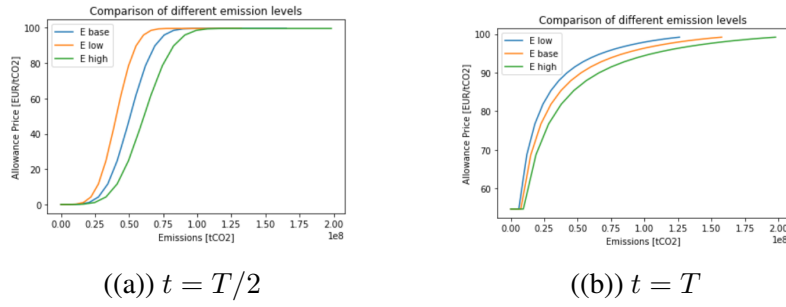 Comparison of different emission levels
E base
E low
E high
Allowance Price [EUR/tCO2]
100
80
60
40
20
0
0.00 0.25 0.50 0.75 1.00 1.25 1.50 1.75 2.00
1e8
Emissions [tCO2]
((a)) t = T/2
Comparison of different emission levels
E low
E base
E high
Allowance Price [EUR/tCO2]
100
90
80
70
60
0.00 0.25 0.50 0.75 1.00 1.25 1.50 1.75 2.00
1e8
Emissions [tCO2]
((b)) t = T